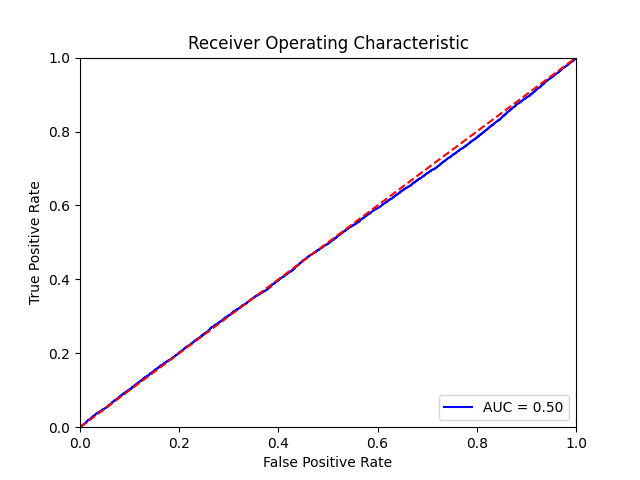 Receiver Operating Characteristic
1.0
0.8
0.6
0.4
0.2
0.0
True Positive Rate
AUC = 0.50
0.0 0.2 0.4 0.6 0.8 1.0
False Positive Rate